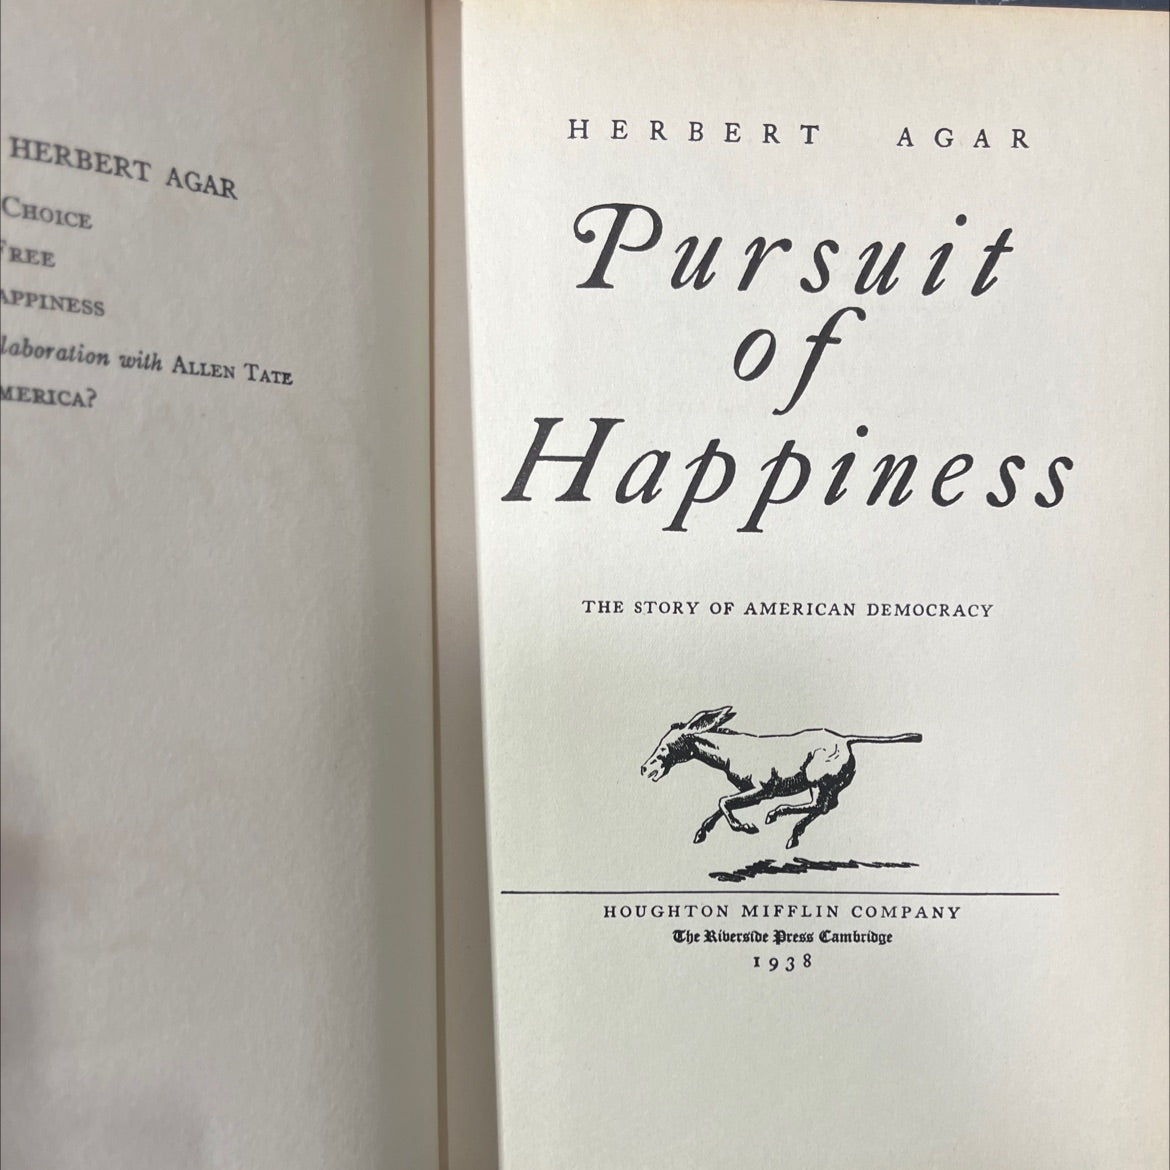 HERBERT AGAR
CHOICE
FREE
APPINESS
laboration with ALLEN TATE
MERICA?
HERBERT AGAR
Pursuit
of
Happiness
THE STORY OF AMERICAN DEMOCRACY
HOUGHTON MIFFLIN COMPANY
The Riverside Press Cambridge
1938